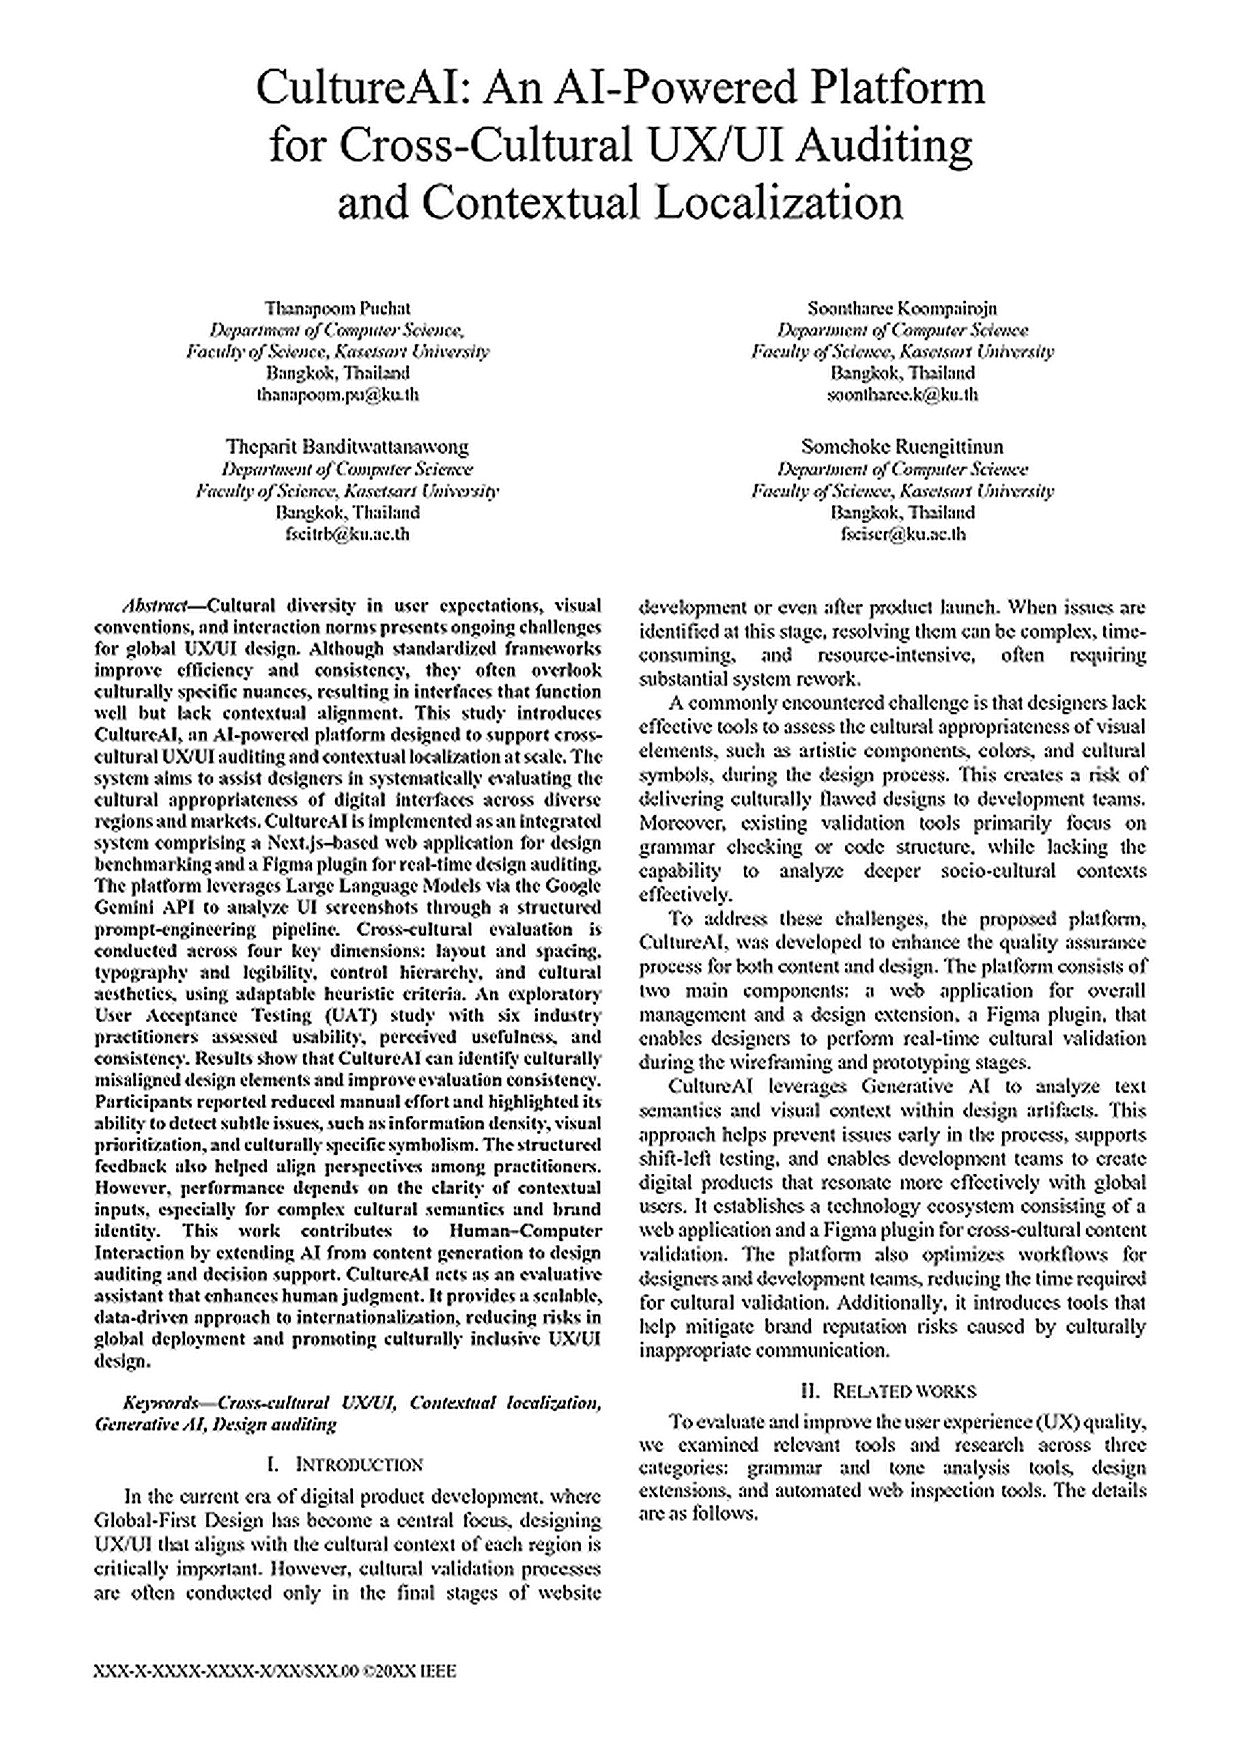 CultureAI: An AI-Powered Platform
for Cross-Cultural UX/UI Auditing
and Contextual Localization
Thanapoom Puchat
Department of Computer Science,
Faculty of Science, Kasetsart University
Bangkok, Thailand
thanapoom.pu@ku.th
Soontharee Koompairojn
Department of Computer Science
Faculty of Science, Kasetsart University
Bangkok, Thailand
soontharee.k@ku.th
Theparit Banditwattanawong
Department of Computer Science
Faculty of Science, Kasetsart University
Bangkok, Thailand
fscitrb@ku.ac.th
Somchoke Ruengittinun
Department of Computer Science
Faculty of Science, Kasetsart University
Bangkok, Thailand
fsciscr@ku.ac.th
Abstract—Cultural diversity in user expectations, visual
conventions, and interaction norms presents ongoing challenges
for global UX/UI design. Although standardized frameworks
improve efficiency and consistency, they often overlook
culturally specific nuances, resulting in interfaces that function
well but lack contextual alignment. This study introduces
CultureAI, an AI-powered platform designed to support cross-
cultural UX/UI auditing and contextual localization at scale. The
system aims to assist designers in systematically evaluating the
cultural appropriateness of digital interfaces across diverse
regions and markets. CultureAI is implemented as an integrated
system comprising a Next.js–based web application for design
benchmarking and a Figma plugin for real-time design auditing.
The platform leverages Large Language Models via the Google
Gemini API to analyze UI screenshots through a structured
prompt-engineering pipeline. Cross-cultural evaluation is
conducted across four key dimensions: layout and spacing,
typography and legibility, control hierarchy, and cultural
aesthetics, using adaptable heuristic criteria. An exploratory
User Acceptance Testing (UAT) study with six industry
practitioners assessed usability, perceived usefulness, and
consistency. Results show that CultureAI can identify culturally
misaligned design elements and improve evaluation consistency.
Participants reported reduced manual effort and highlighted its
ability to detect subtle issues, such as information density, visual
prioritization, and culturally specific symbolism. The structured
feedback also helped align perspectives among practitioners.
However, performance depends on the clarity of contextual
inputs, especially for complex cultural semantics and brand
identity. This work contributes to Human–Computer
Interaction by extending AI from content generation to design
auditing and decision support. CultureAI acts as an evaluative
assistant that enhances human judgment. It provides a scalable,
data-driven approach to internationalization, reducing risks in
global deployment and promoting culturally inclusive UX/UI
design.
Keywords—Cross-cultural UX/UI, Contextual localization,
Generative AI, Design auditing
I. INTRODUCTION
In the current era of digital product development, where
Global-First Design has become a central focus, designing
UX/UI that aligns with the cultural context of each region is
critically important. However, cultural validation processes
are often conducted only in the final stages of website
development or even after product launch. When issues are
identified at this stage, resolving them can be complex, time-
consuming, and resource-intensive, often requiring
substantial system rework.
A commonly encountered challenge is that designers lack
effective tools to assess the cultural appropriateness of visual
elements, such as artistic components, colors, and cultural
symbols, during the design process. This creates a risk of
delivering culturally flawed designs to development teams.
Moreover, existing validation tools primarily focus on
grammar checking or code structure, while lacking the
capability to analyze deeper socio-cultural contexts
effectively.
To address these challenges, the proposed platform,
CultureAI, was developed to enhance the quality assurance
process for both content and design. The platform consists of
two main components: a web application for overall
management and a design extension, a Figma plugin, that
enables designers to perform real-time cultural validation
during the wireframing and prototyping stages.
CultureAI leverages Generative AI to analyze text
semantics and visual context within design artifacts. This
approach helps prevent issues early in the process, supports
shift-left testing, and enables development teams to create
digital products that resonate more effectively with global
users. It establishes a technology ecosystem consisting of a
web application and a Figma plugin for cross-cultural content
validation. The platform also optimizes workflows for
designers and development teams, reducing the time required
for cultural validation. Additionally, it introduces tools that
help mitigate brand reputation risks caused by culturally
inappropriate communication.
II. RELATED WORKS
To evaluate and improve the user experience (UX) quality,
we examined relevant tools and research across three
categories: grammar and tone analysis tools, design
extensions, and automated web inspection tools. The details
are as follows.
XXX-X-XXXX-XXXX-X/XX/$XX.00 ©20XX IEEE